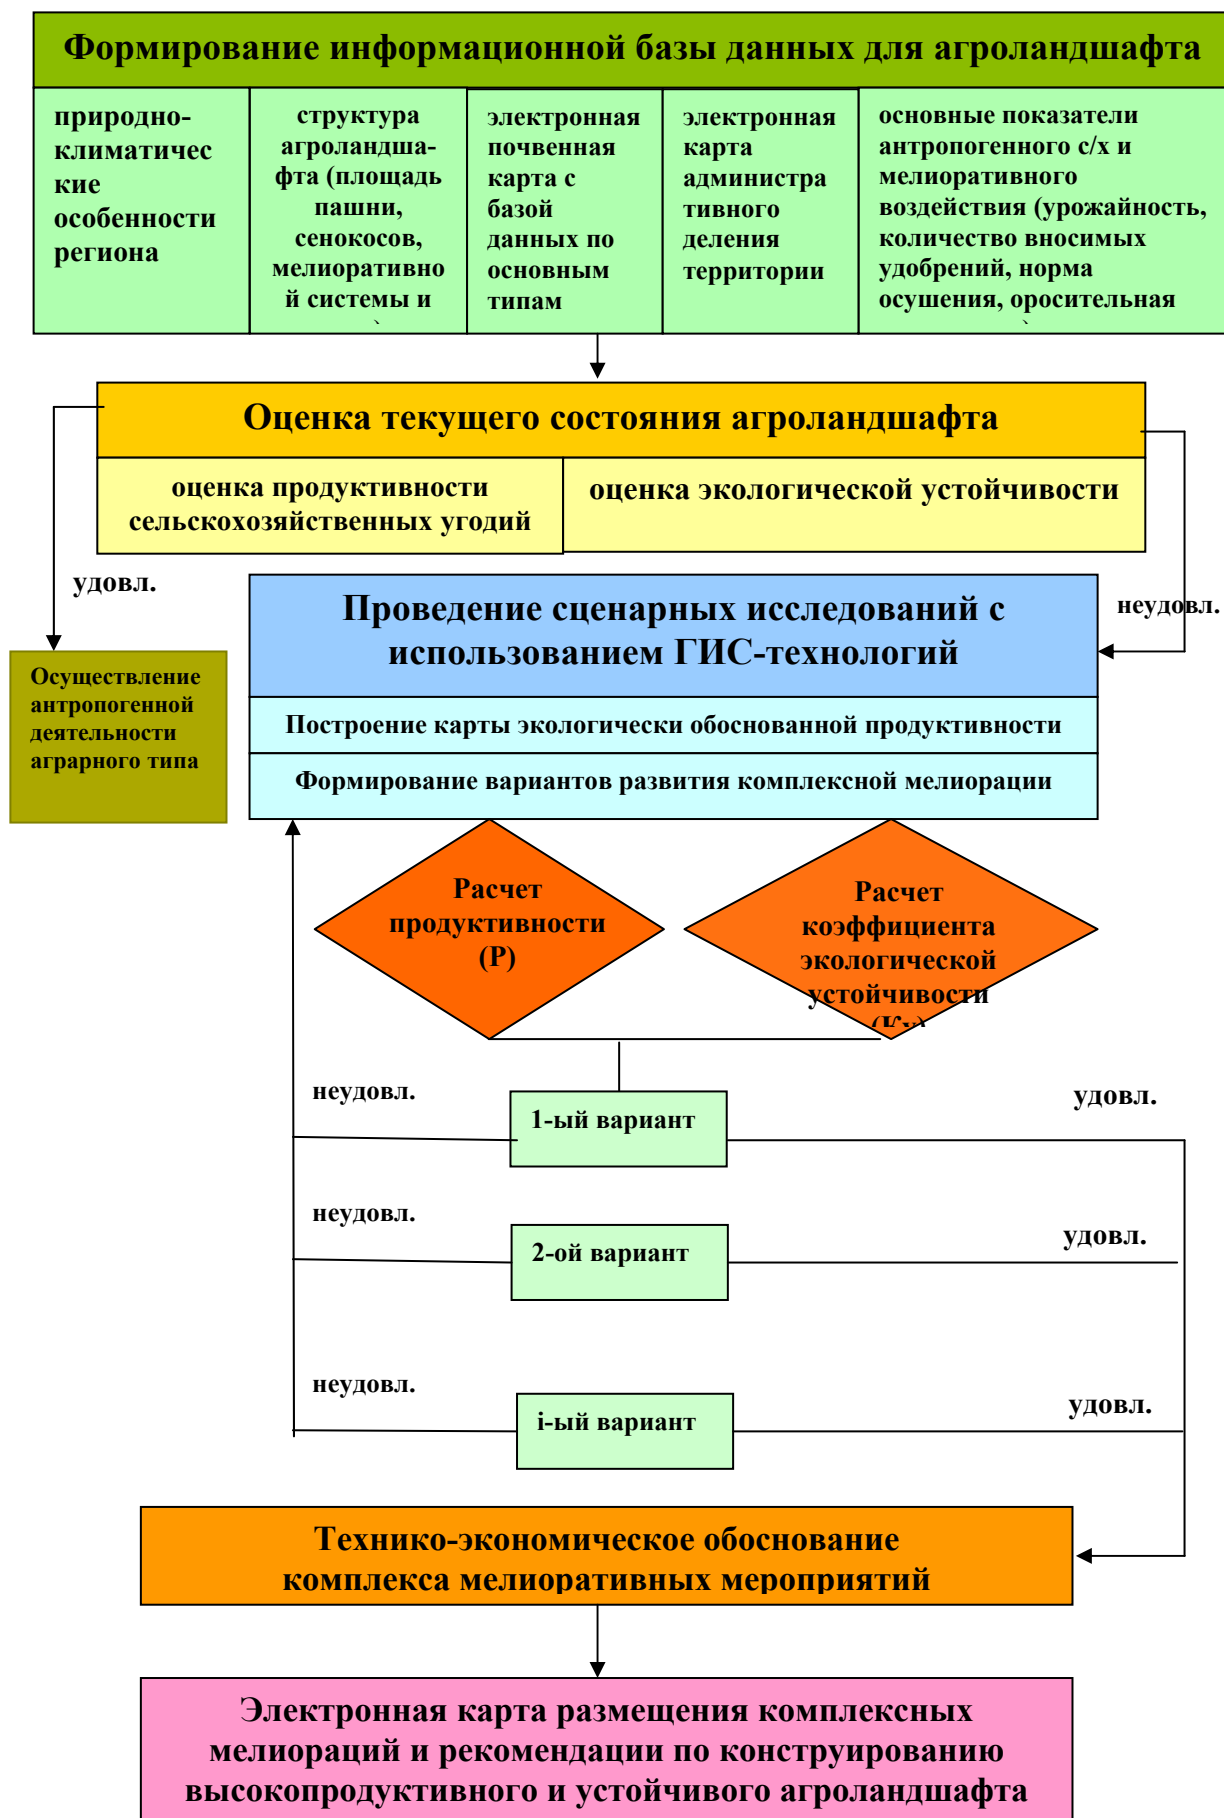 Формирование информационной базы данных для агроландшафта
природно-
климатичес
кие
особенности
региона
структура
агроландша-
фта (площадь
пашни,
сенокосов,
мелиоративно
й системы и
электронная
почвенная
карта с
базой
данных по
основным
типам
электронная
карта
администра
тивного
деления
территории
основные показатели
антропогенного с/х и
мелиоративного
воздействия (урожайность,
количество вносимых
удобрений, норма
осушения, оросительная
Оценка текущего состояния агроландшафта
оценка продуктивности
сельскохозяйственных угодий
оценка экологической устойчивости
удовл.
неудовл.
Проведение сценарных исследований с
использованием ГИС-технологий
Осуществление
антропогенной
деятельности
аграрного типа
Построение карты экологически обоснованной продуктивности
Формирование вариантов развития комплексной мелиорации
Расчет
продуктивности
(Р)
Расчет
коэффициента
экологической
устойчивости
(Ку)
неудовл.
1-ый вариант
удовл.
неудовл.
2-ой вариант
удовл.
неудовл.
i-ый вариант
удовл.
Технико-экономическое обоснование
комплекса мелиоративных мероприятий
Электронная карта размещения комплексных
мелиораций и рекомендации по конструированию
высокопродуктивного и устойчивого агроландшафта